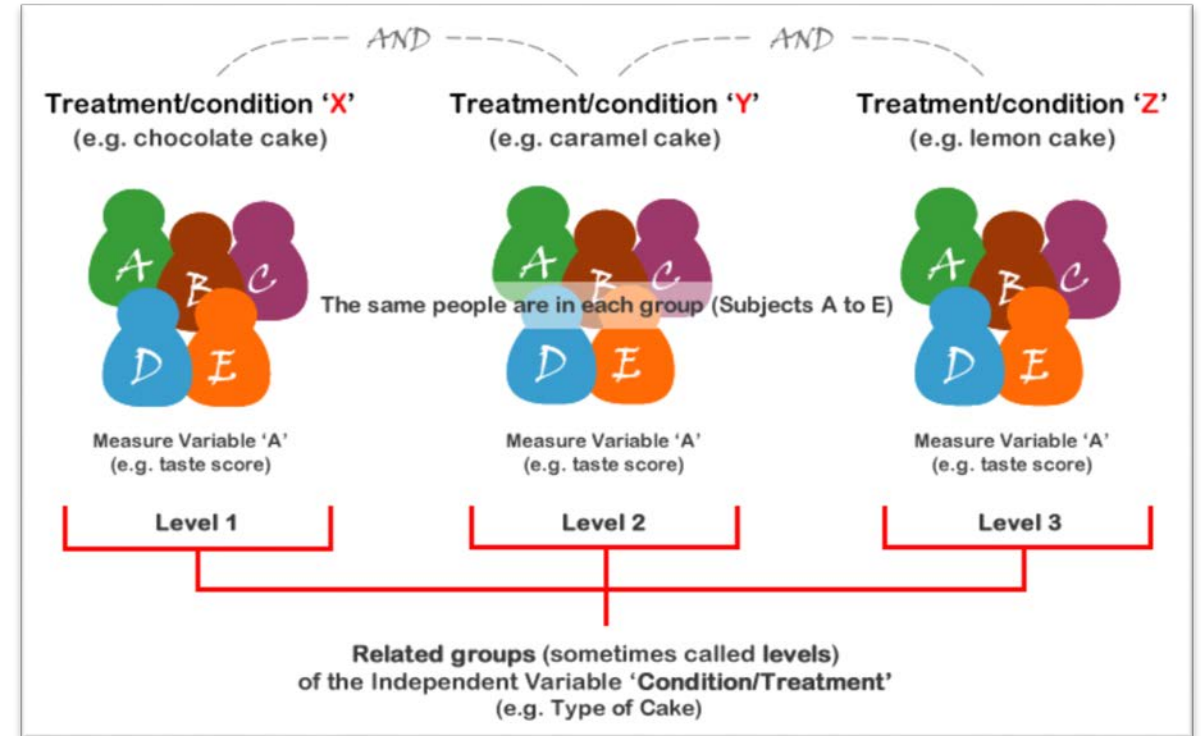 AND AND
Treatment/condition ‘X’
(e.g. chocolate cake)
Treatment/condition ‘Y’
(e.g. caramel cake)
Treatment/condition ‘Z’
(e.g. lemon cake)
A B C
D E
A B C
D E
A B C
D E
The same people are in each group (Subjects A to E)
Measure Variable ‘A’
(e.g. taste score)
Measure Variable ‘A’
(e.g. taste score)
Measure Variable ‘A’
(e.g. taste score)
Level 1
Level 2
Level 3
Related groups (sometimes called levels)
of the Independent Variable ‘Condition/Treatment’
(e.g. Type of Cake)